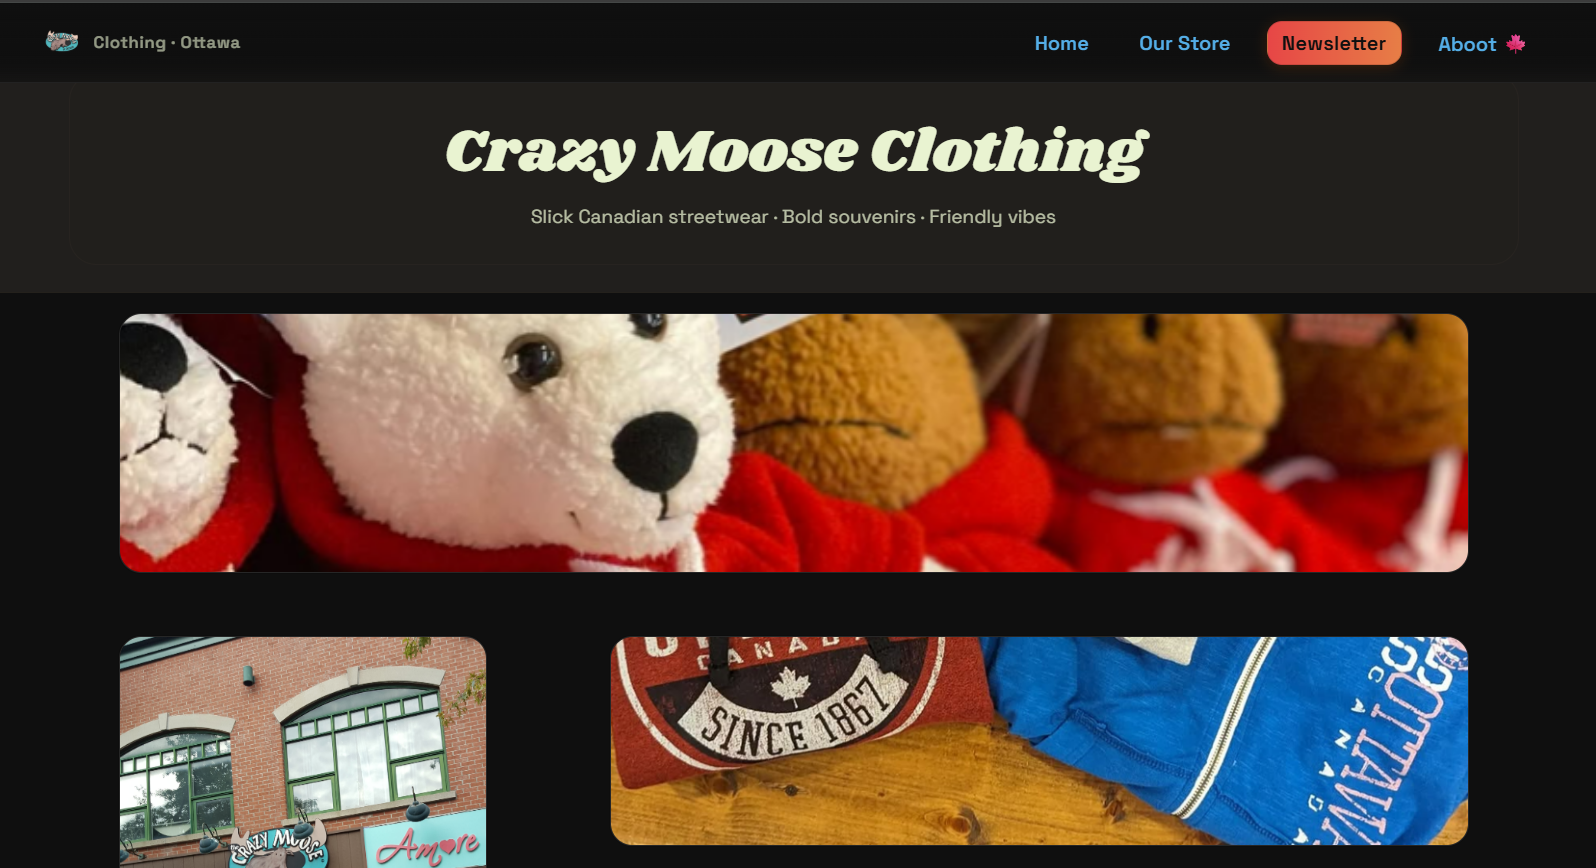 Clothing · Ottawa
Home
Our Store
Newsletter
Aboot
Crazy Moose Clothing
Slick Canadian streetwear · Bold souvenirs · Friendly vibes
CANADA
SINCE 1867
OTTAWA
CANAD
CRAZY MOOSE
Amore